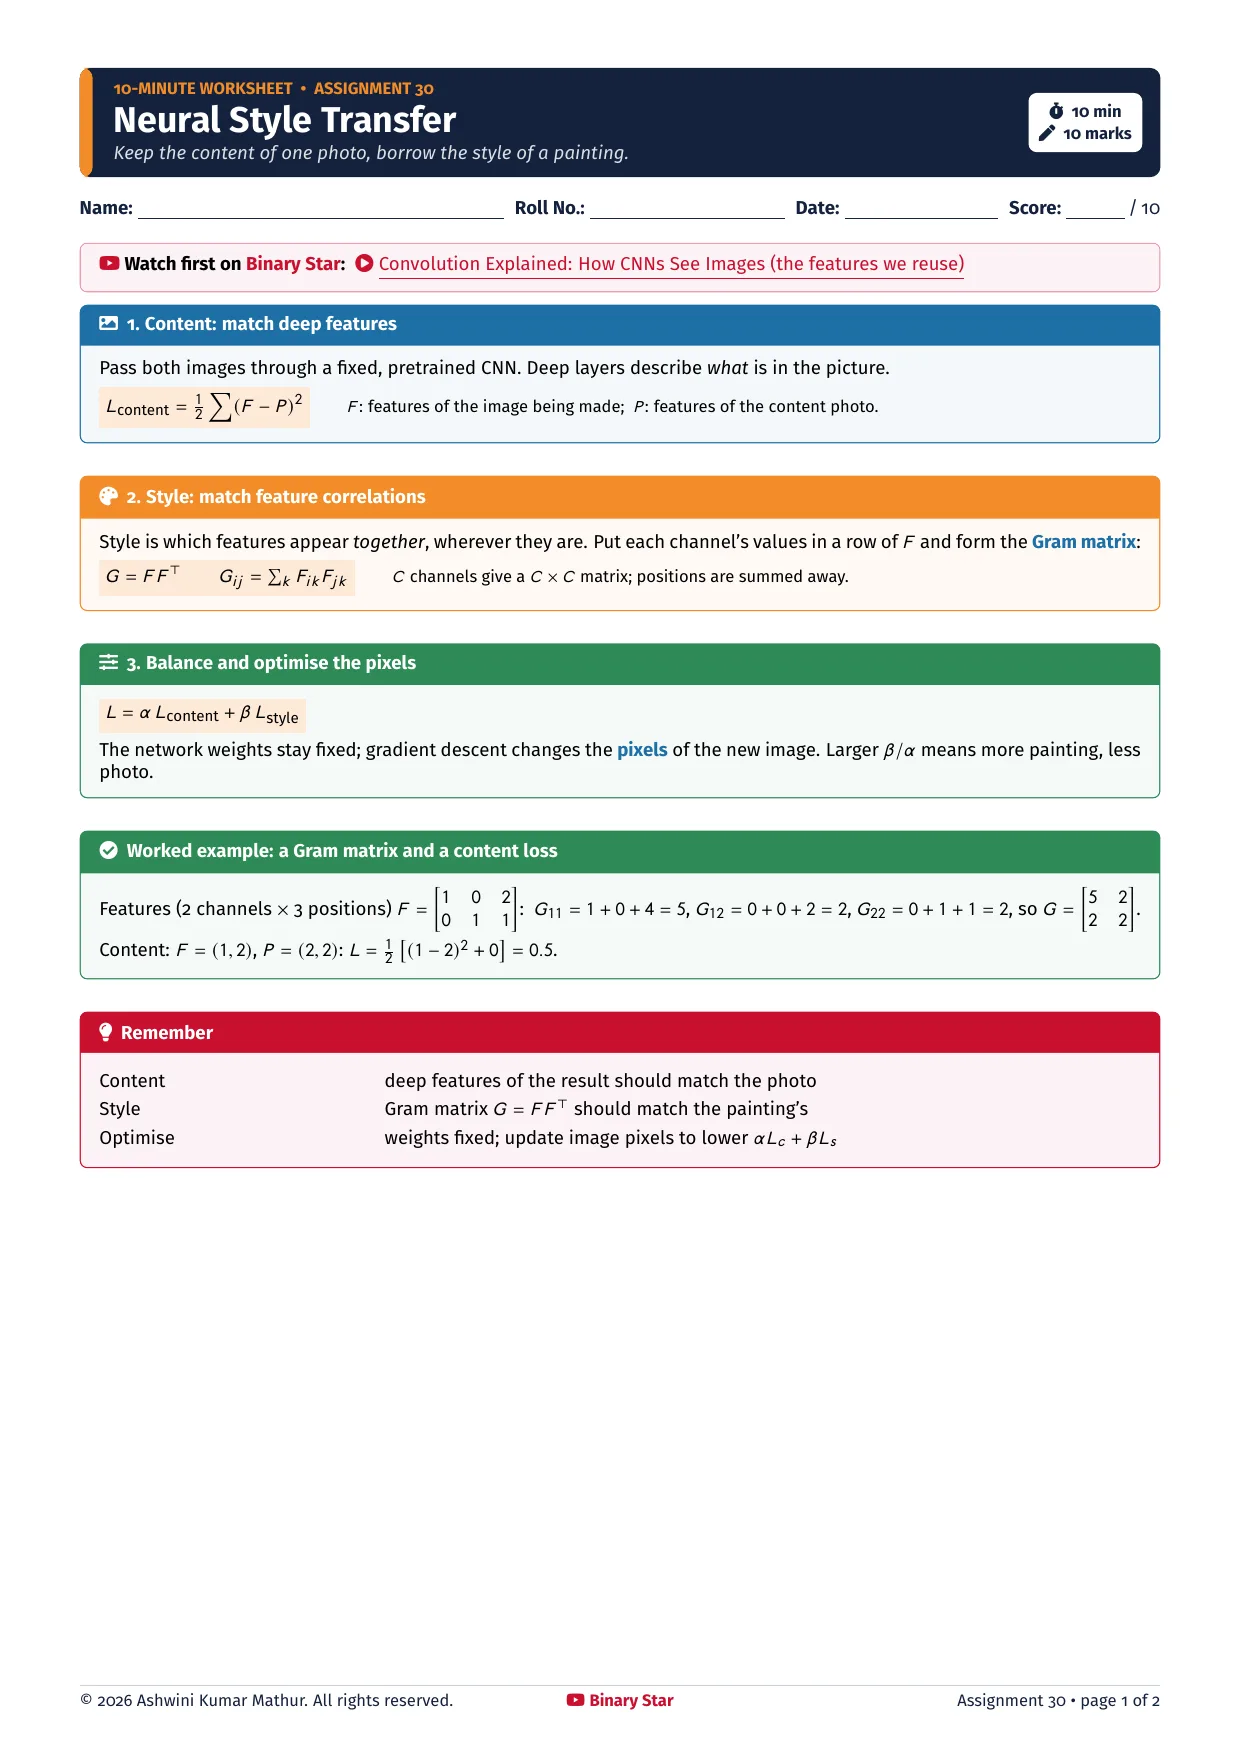 10-MINUTE WORKSHEET • ASSIGNMENT 30
Neural Style Transfer
Keep the content of one photo, borrow the style of a painting.
10 min
10 marks
Name: Roll No.: Date: Score: / 10
Watch first on Binary Star: Convolution Explained: How CNNs See Images (the features we reuse)
1. Content: match deep features
Pass both images through a fixed, pretrained CNN. Deep layers describe what is in the picture.
L_content = 1/2 ∑(F − P)² F: features of the image being made; P: features of the content photo.
2. Style: match feature correlations
Style is which features appear together, wherever they are. Put each channel's values in a row of F and form the Gram matrix:
G = FF⊤ G_ij = ∑_k F_ik F_jk C channels give a C × C matrix; positions are summed away.
3. Balance and optimise the pixels
L = α L_content + β L_style
The network weights stay fixed; gradient descent changes the pixels of the new image. Larger β/α means more painting, less
photo.
Worked example: a Gram matrix and a content loss
Features (2 channels × 3 positions) F = [1 0 2; 0 1 1]: G₁₁ = 1 + 0 + 4 = 5, G₁₂ = 0 + 0 + 2 = 2, G₂₂ = 0 + 1 + 1 = 2, so G = [5 2; 2 2].
Content: F = (1, 2), P = (2, 2): L = 1/2 [(1 − 2)² + 0] = 0.5.
Remember
Content deep features of the result should match the photo
Style Gram matrix G = FF⊤ should match the painting's
Optimise weights fixed; update image pixels to lower αL_c + βL_s
© 2026 Ashwini Kumar Mathur. All rights reserved. Binary Star Assignment 30 • page 1 of 2